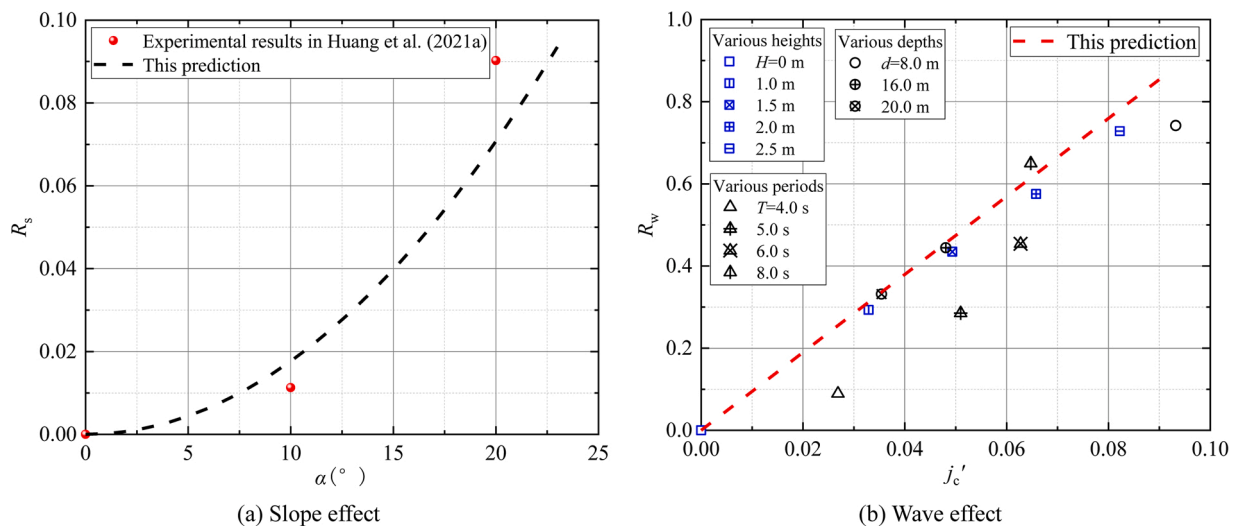 0.10
0.09
0.06
0.04
0.02
0.00
0
5
10
15
20
25
R_s
α(°)
Experimental results in Huang et al. (2021a)
This prediction
(a) Slope effect
1.0
0.8
0.6
0.4
0.2
0.0
0.00
0.02
0.04
0.06
0.08
0.10
R_w
j_c′
Various heights
H=0 m
1.0 m
1.5 m
2.0 m
2.5 m
Various depths
d=8.0 m
16.0 m
20.0 m
This prediction
Various periods
T=4.0 s
5.0 s
6.0 s
8.0 s
(b) Wave effect